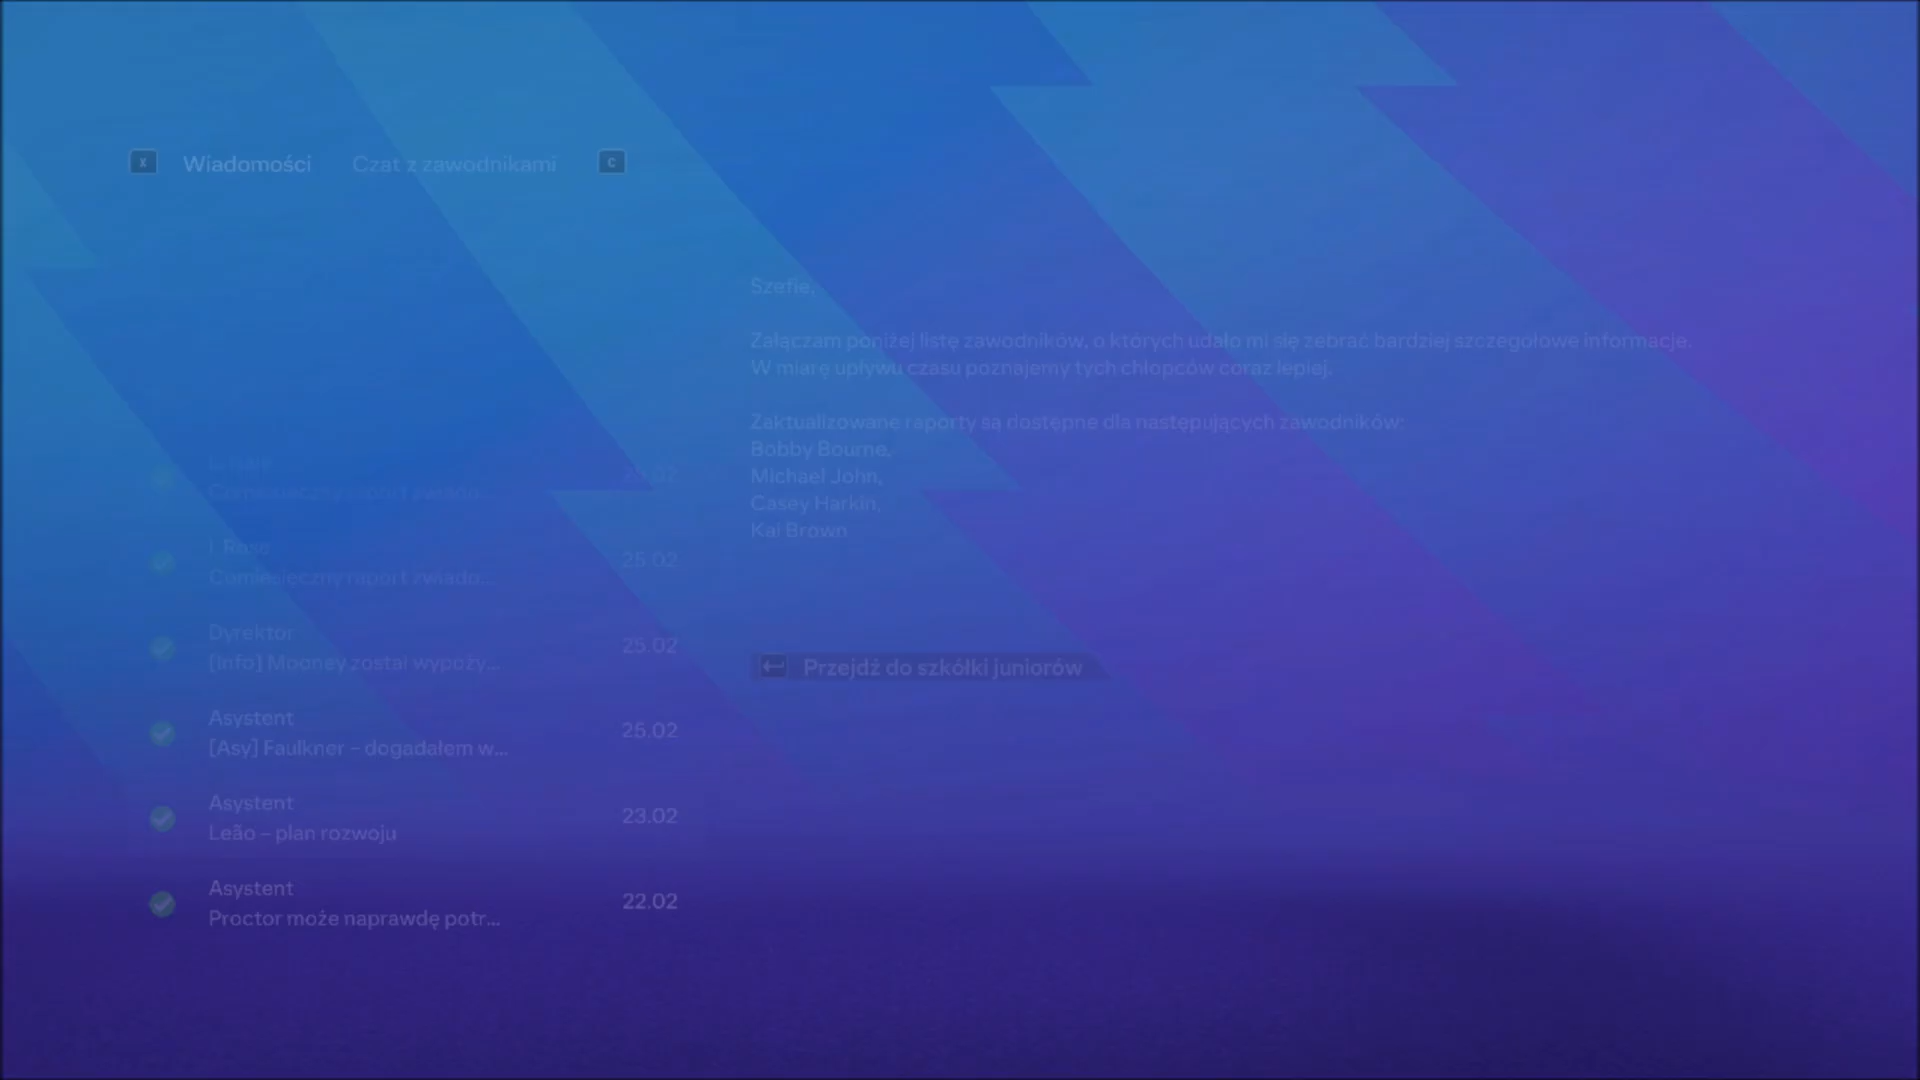 X Wiadomości Czat z zawodnikami C
Szefie,
Załączam poniżej listę zawodników, o których udało mi się zebrać bardziej szczegółowe informacje.
W miarę upływu czasu poznajemy tych chłopców coraz lepiej.
Zaktualizowane raporty są dostępne dla następujących zawodników:
Bobby Bourne,
Michael John,
Casey Harkin,
Kai Brown
Przejdź do szkółki juniorów
Comiesięczny raport zwiado...
I. Rose
25.02
Comiesięczny raport zwiado...
Dyrektor
25.02
[Info] Mooney został wypoży...
Asystent
25.02
[Asy] Faulkner – dogadałem w...
Asystent
23.02
Leão – plan rozwoju
Asystent
22.02
Proctor może naprawdę potr...